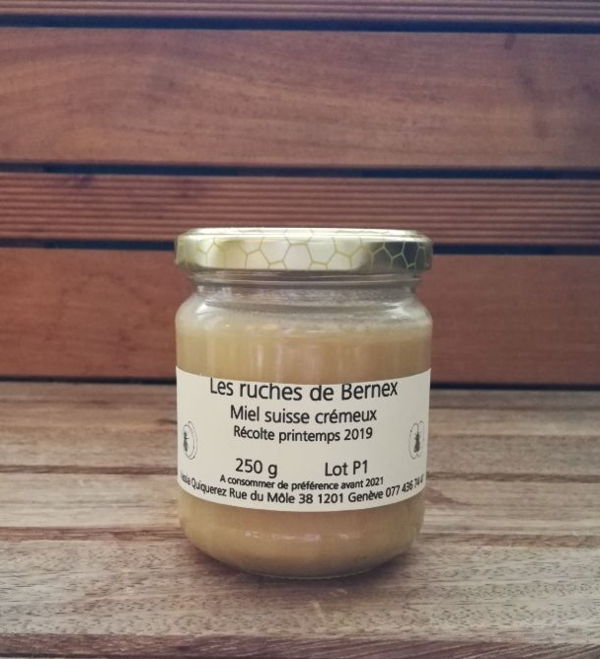 Les ruches de Bernex
Miel suisse crémeux
Récolte printemps 2019
250 g Lot P1
A consommer de préférence avant 2021
Quiquerez Rue du Môle 38 1201 Genève 077 436 74